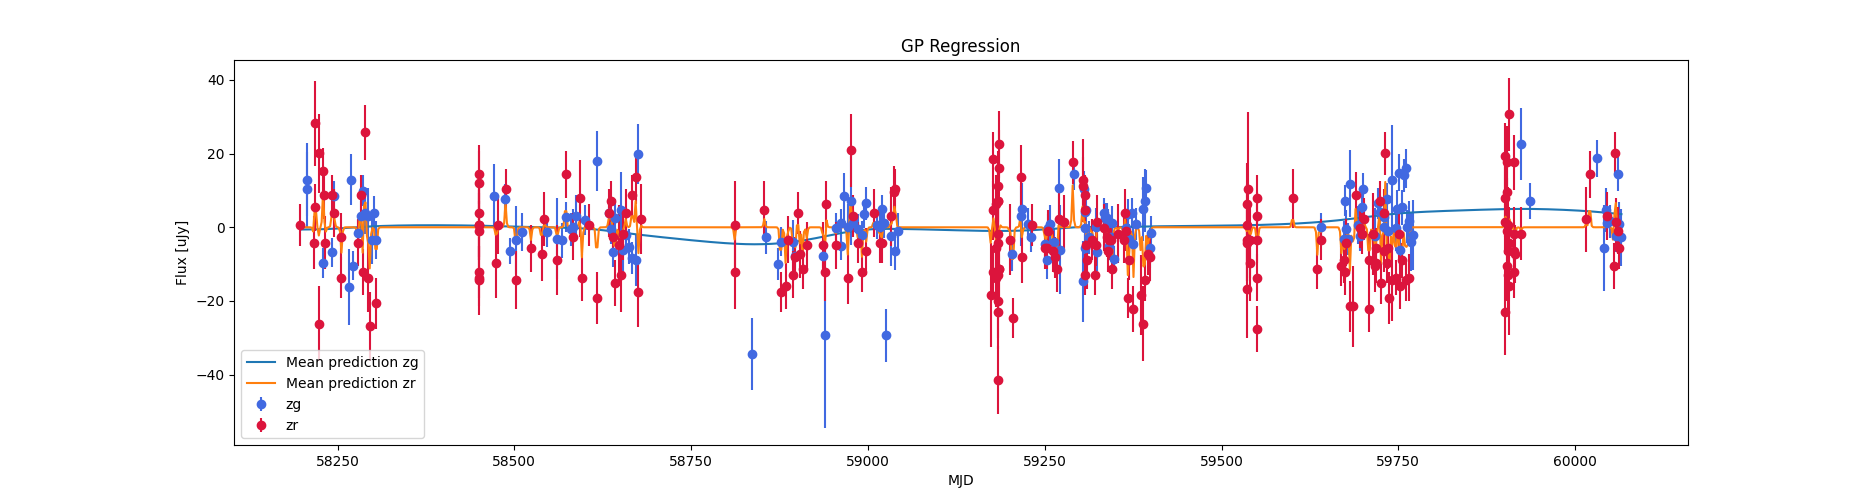 GP Regression
Flux [uJy]
40
20
0
−20
−40
Mean prediction zg
Mean prediction zr
zg
zr
58250 58500 58750 59000 59250 59500 59750 60000
MJD